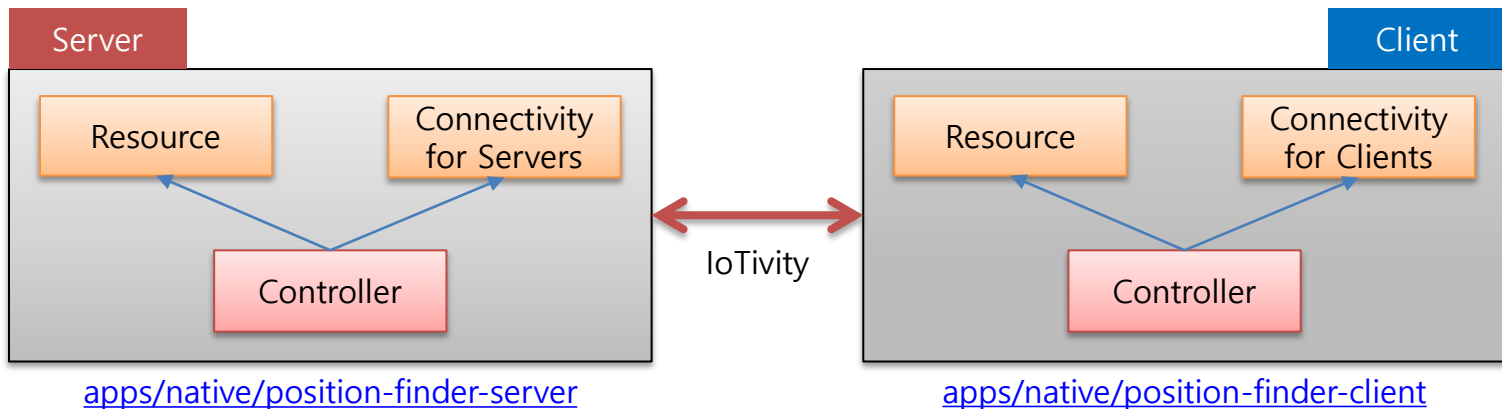 Server
Client
Resource
Connectivity
for Servers
Controller
IoTivity
Resource
Connectivity
for Clients
Controller
apps/native/position-finder-server
apps/native/position-finder-client